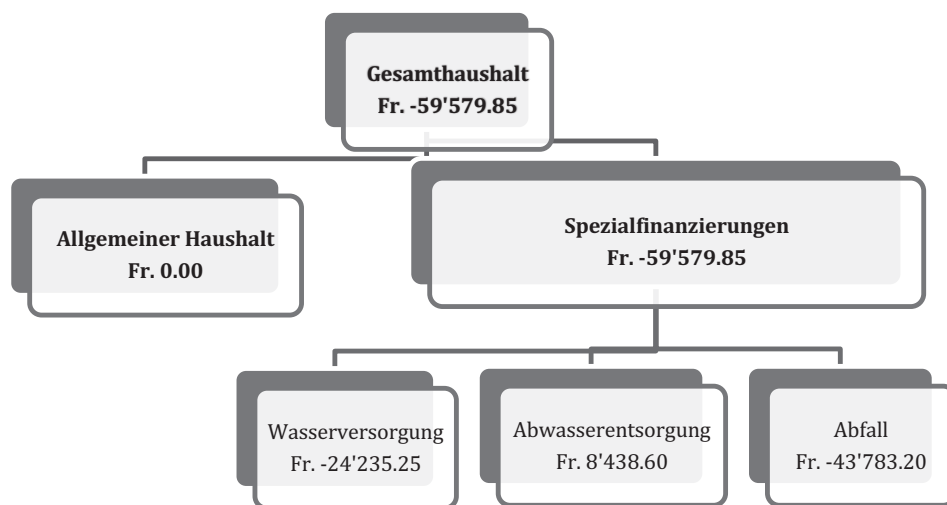 Gesamthaushalt
Fr. -59'579.85
Allgemeiner Haushalt
Fr. 0.00
Spezialfinanzierungen
Fr. -59'579.85
Wasserversorgung
Fr. -24'235.25
Abwasserentsorgung
Fr. 8'438.60
Abfall
Fr. -43'783.20